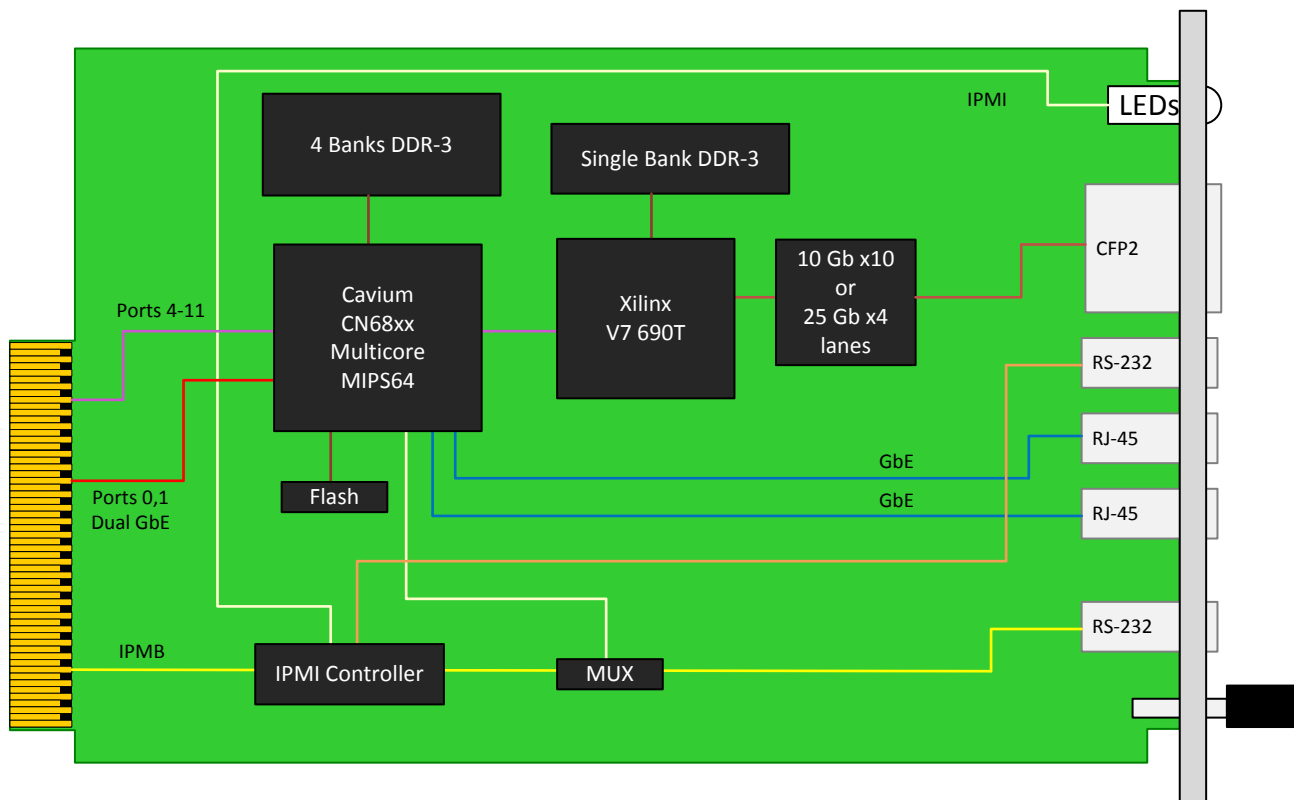 IPMI
LEDs
4 Banks DDR-3
Single Bank DDR-3
Cavium
CN68xx
Multicore
MIPS64
Xilinx
V7 690T
10 Gb x10
or
25 Gb x4
lanes
CFP2
Ports 4-11
RS-232
RJ-45
GbE
Flash
Ports 0,1
Dual GbE
GbE
RJ-45
RS-232
IPMB
IPMI Controller
MUX